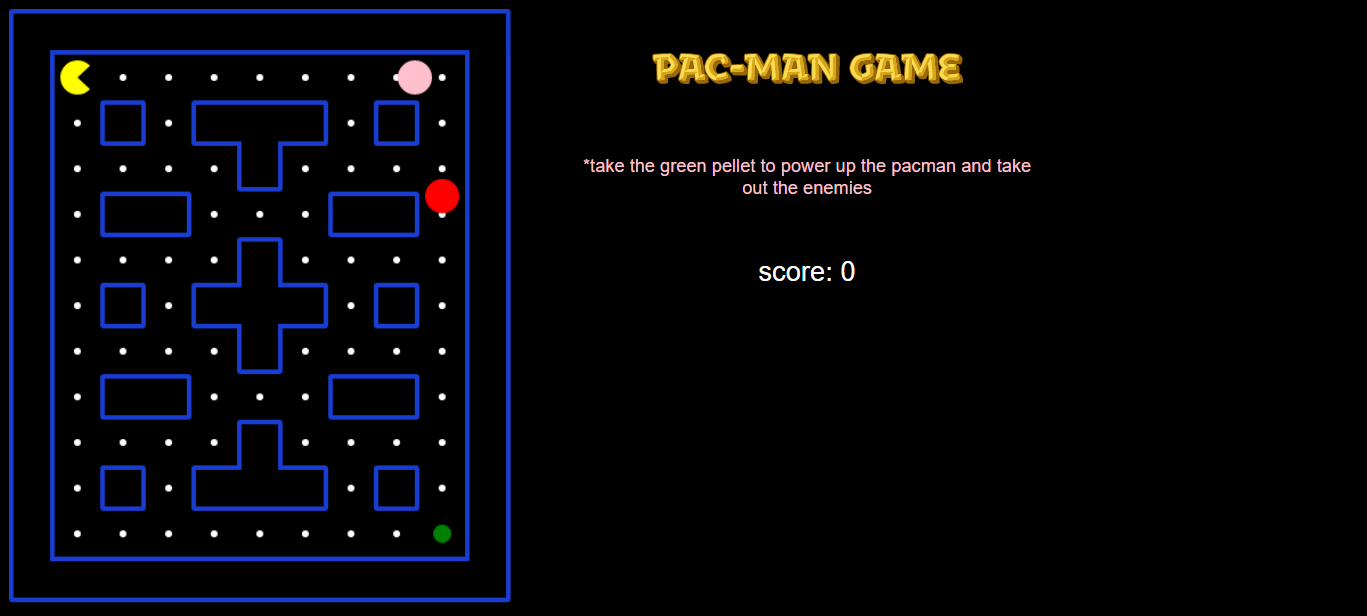 PAC-MAN GAME
*take the green pellet to power up the pacman and take
out the enemies
score: 0